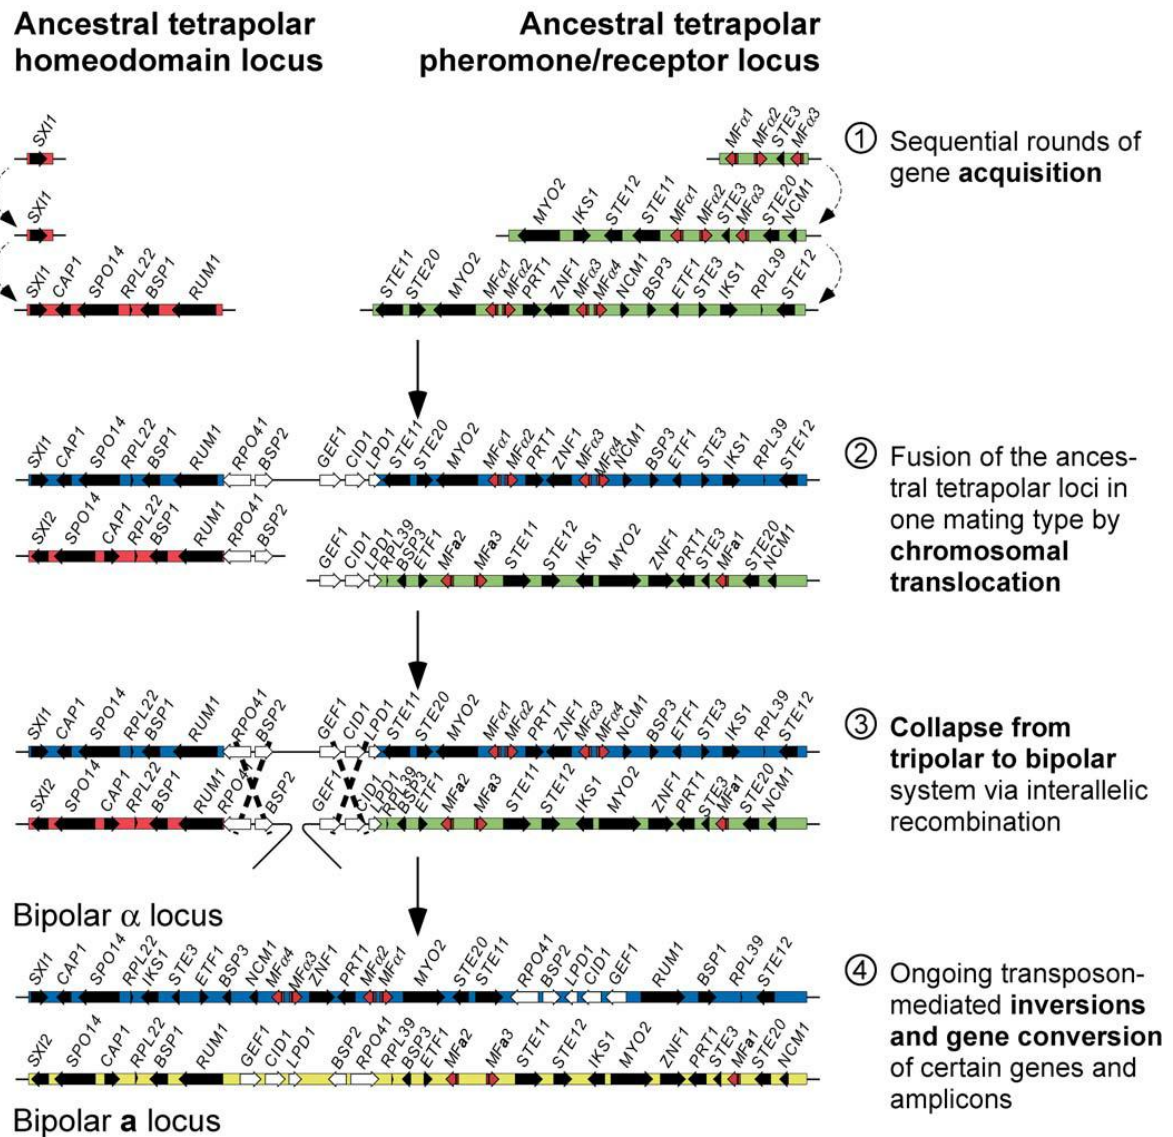 Ancestral tetrapolar
homeodomain locus
Ancestral tetrapolar
pheromone/receptor locus
SXI1
MFα1 MFα2 STE3 MFα3
① Sequential rounds of
gene acquisition
SXI1
MYO2 IKS1 STE12 STE11 MFα1 MFα2 STE3 MFα3 STE20 NCM1
SXI1 CAP1 SPO14 RPL22 BSP1 RUM1
STE11 STE20 MYO2 MFα1 MFα2 PRT1 ZNF1 MFα3 MFα4 NCM1 BSP3 ETF1 STE3 IKS1 RPL39 STE12
SXI1 CAP1 SPO14 RPL22 BSP1 RUM1 RPO41 BSP2 GEF1 CID1 LPD1 STE11 STE20 MYO2 MFα1 MFα2 PRT1 ZNF1 MFα3 MFα4 NCM1 BSP3 ETF1 STE3 IKS1 RPL39 STE12
② Fusion of the ances-
tral tetrapolar loci in
one mating type by
chromosomal
translocation
SXI2 SPO14 CAP1 RPL22 BSP1 RUM1 RPO41 BSP2
GEF1 CID1 LPD1 RPL39 BSP3 ETF1 MFa2 MFa3 STE11 STE12 IKS1 MYO2 ZNF1 PRT1 STE3 MFa1 STE20 NCM1
SXI1 CAP1 SPO14 RPL22 BSP1 RUM1 RPO41 BSP2 GEF1 CID1 LPD1 STE11 STE20 MYO2 MFα1 MFα2 PRT1 ZNF1 MFα3 MFα4 NCM1 BSP3 ETF1 STE3 IKS1 RPL39 STE12
③ Collapse from
tripolar to bipolar
system via interallelic
recombination
SXI2 SPO14 CAP1 RPL22 BSP1 RUM1 RPO4 BSP2 GEF1 CID1 LPD1 RPL39 BSP3 ETF1 MFa2 MFa3 STE11 STE12 IKS1 MYO2 ZNF1 PRT1 STE3 MFa1 STE20 NCM1
Bipolar α locus
SXI1 CAP1 SPO14 RPL22 IKS1 STE3 ETF1 BSP3 NCM1 MFα4 MFα3 ZNF1 PRT1 MFα2 MFα1 MYO2 STE20 STE11 RPO41 BSP2 LPD1 CID1 GEF1 RUM1 BSP1 RPL39 STE12
④ Ongoing transposon-
mediated inversions
and gene conversion
of certain genes and
amplicons
SXI2 SPO14 CAP1 RPL22 BSP1 RUM1 GEF1 CID1 LPD1 BSP2 RPO41 RPL39 BSP3 ETF1 MFa2 MFa3 STE11 STE12 IKS1 MYO2 ZNF1 PRT1 STE3 MFa1 STE20 NCM1
Bipolar a locus